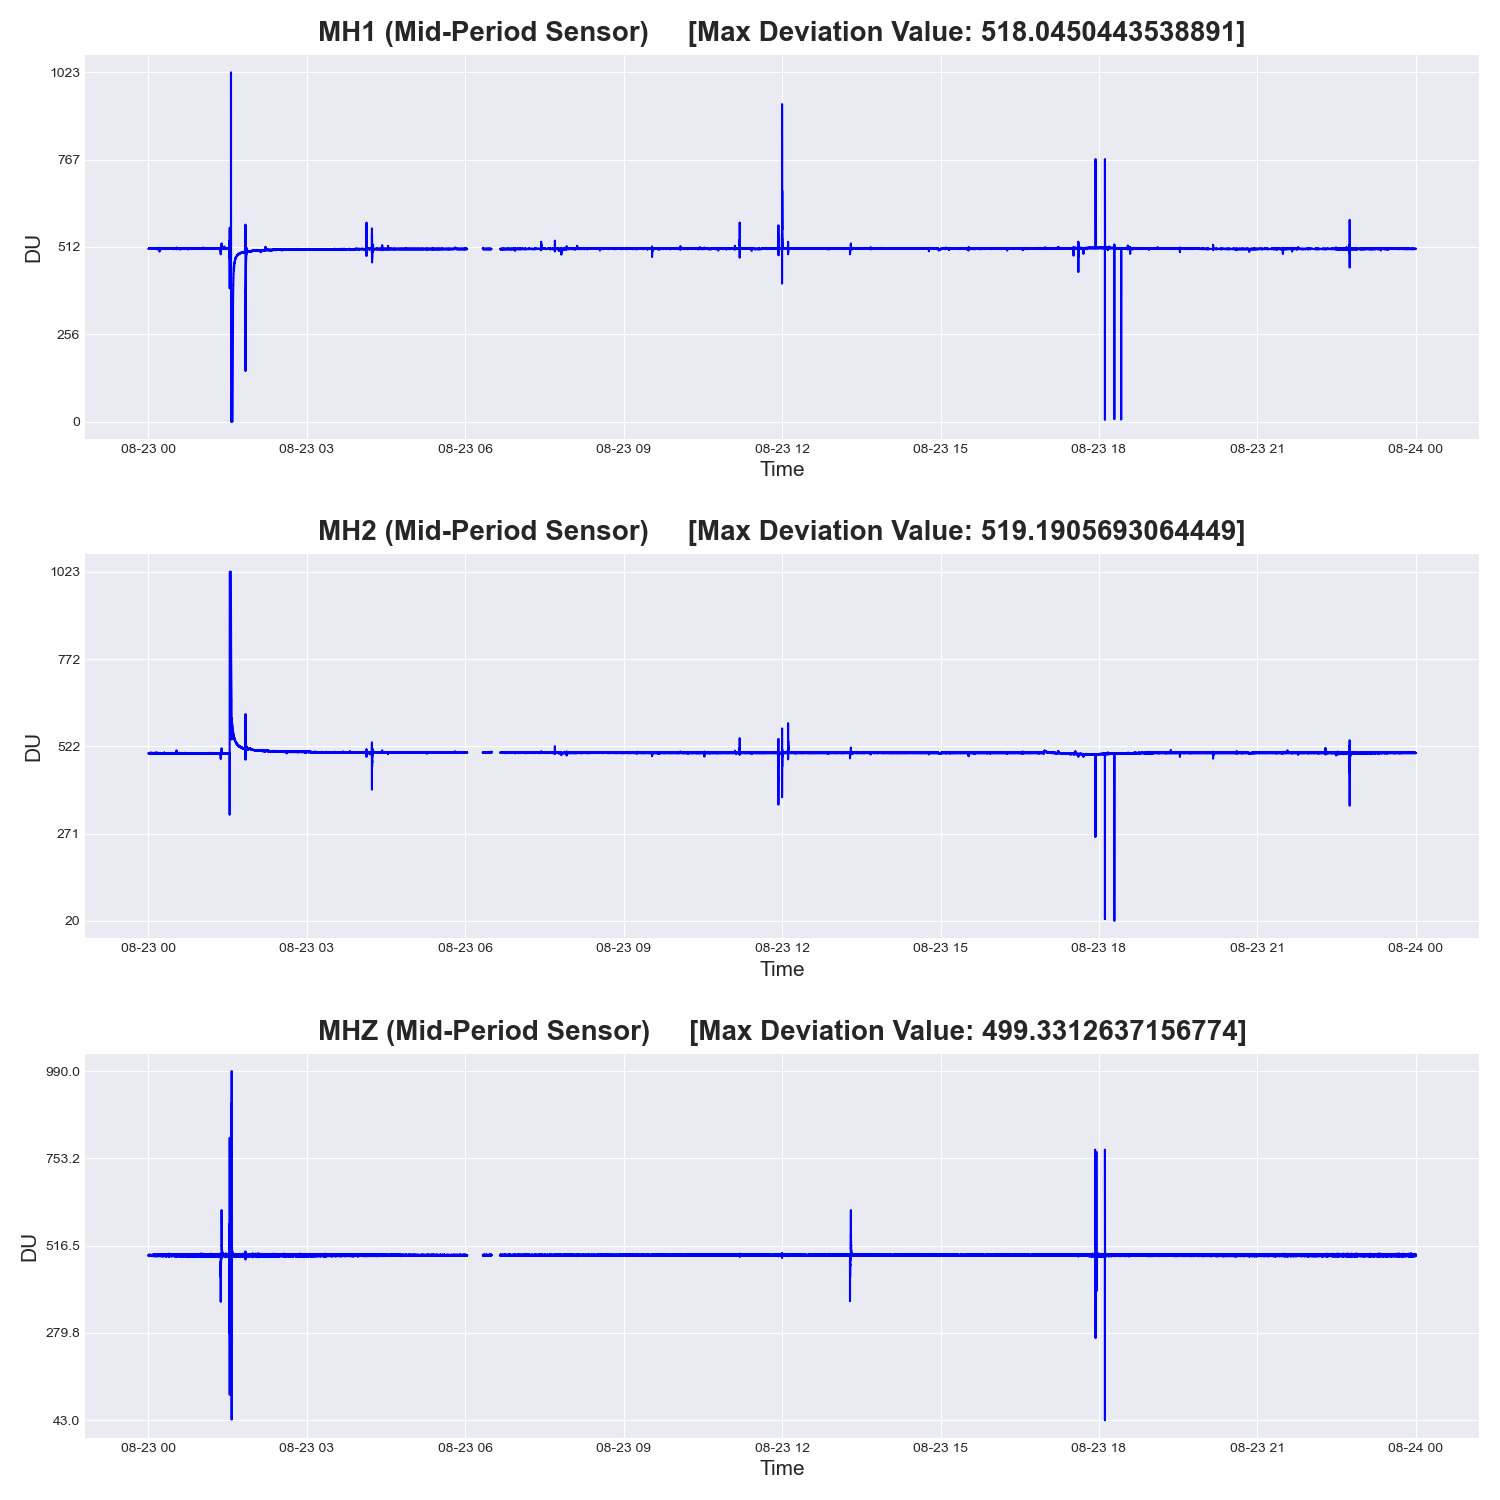 MH1 (Mid-Period Sensor) [Max Deviation Value: 518.0450443538891]
1023
767
512
256
0
DU
08-23 00 08-23 03 08-23 06 08-23 09 08-23 12 08-23 15 08-23 18 08-23 21 08-24 00
Time
MH2 (Mid-Period Sensor) [Max Deviation Value: 519.1905693064449]
1023
772
522
271
20
DU
08-23 00 08-23 03 08-23 06 08-23 09 08-23 12 08-23 15 08-23 18 08-23 21 08-24 00
Time
MHZ (Mid-Period Sensor) [Max Deviation Value: 499.3312637156774]
990.0
753.2
516.5
279.8
43.0
DU
08-23 00 08-23 03 08-23 06 08-23 09 08-23 12 08-23 15 08-23 18 08-23 21 08-24 00
Time